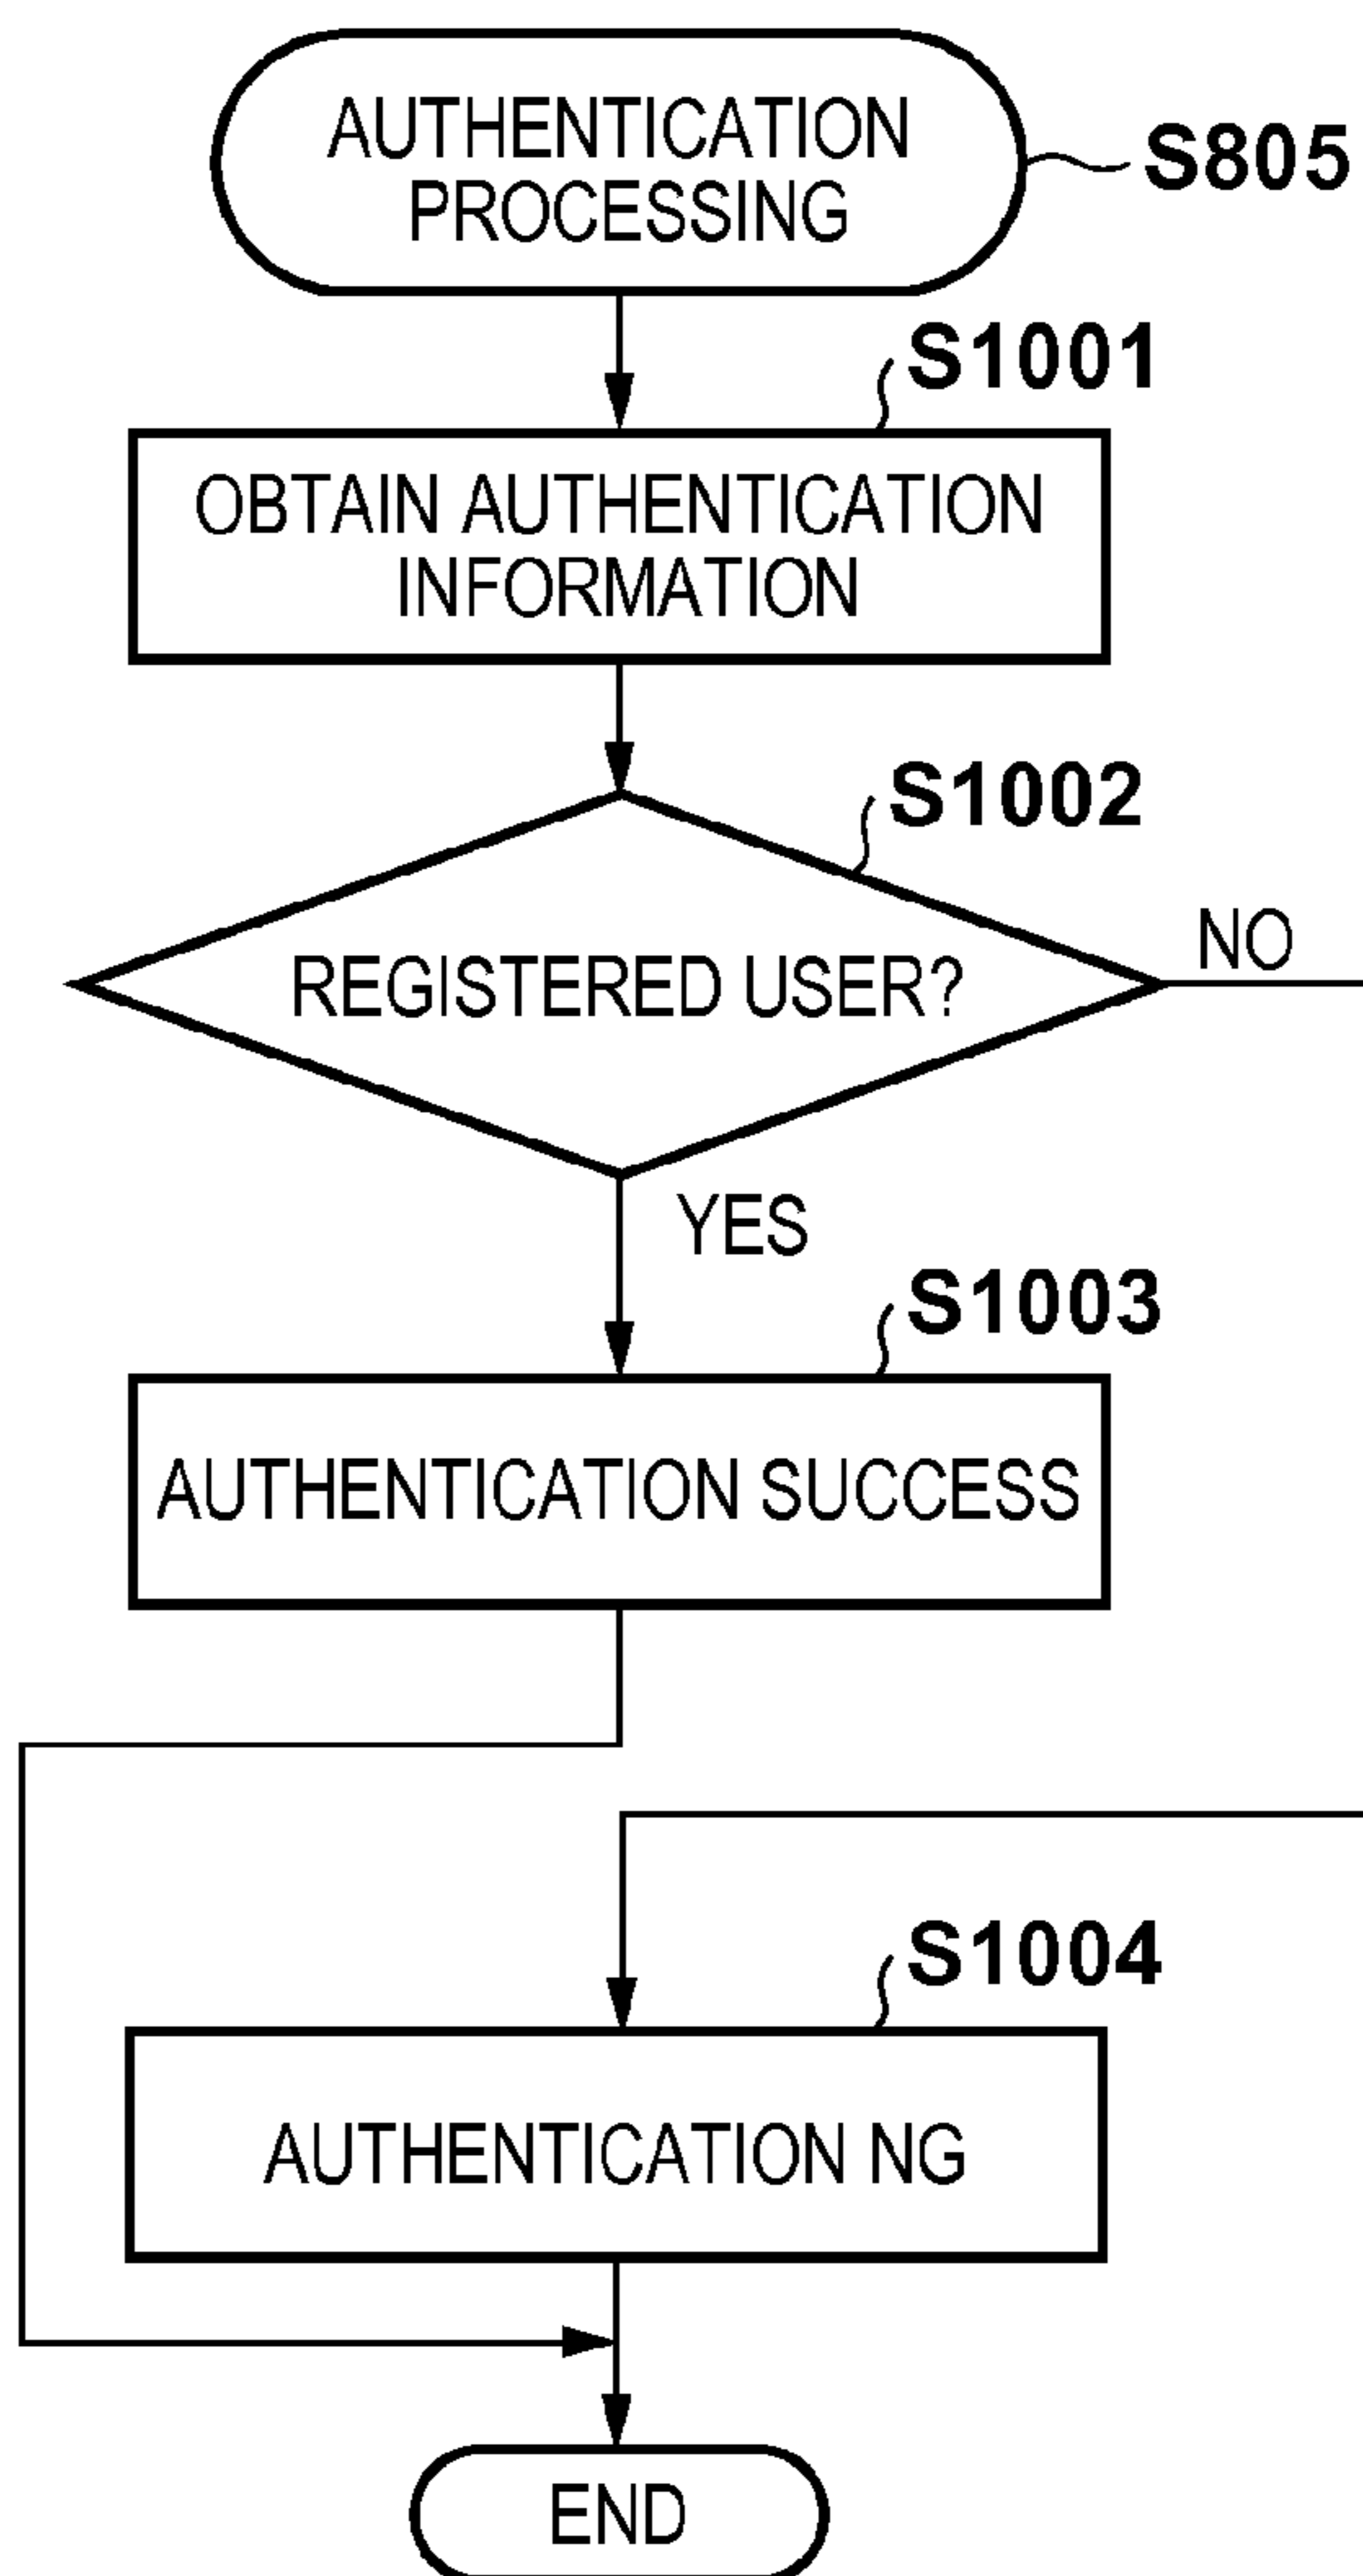 AUTHENTICATION
PROCESSING
S805
S1001
OBTAIN AUTHENTICATION
INFORMATION
S1002
REGISTERED USER?
NO
YES
S1003
AUTHENTICATION SUCCESS
S1004
AUTHENTICATION NG
END